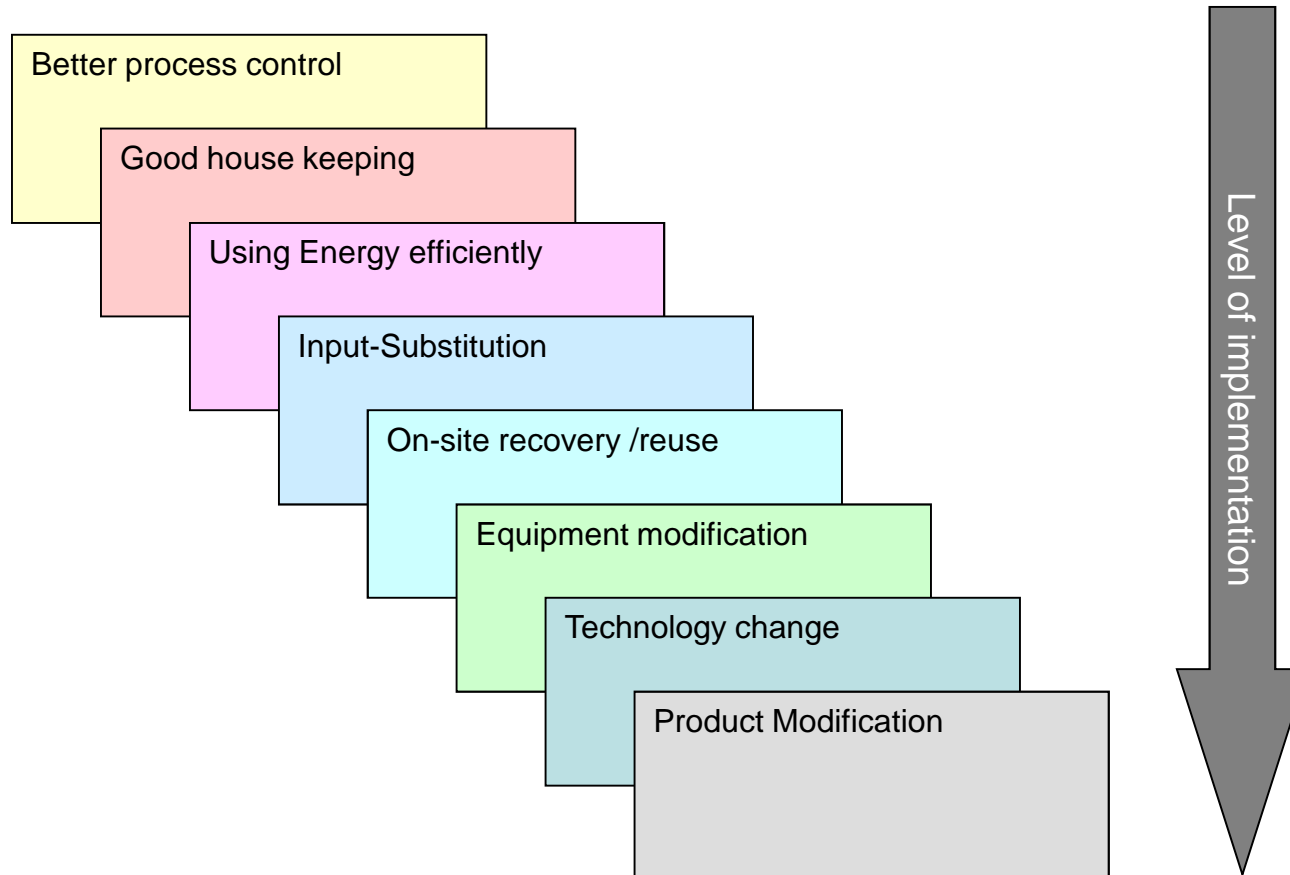 Better process control
Good house keeping
Using Energy efficiently
Input-Substitution
On-site recovery /reuse
Equipment modification
Technology change
Product Modification
Level of implementation